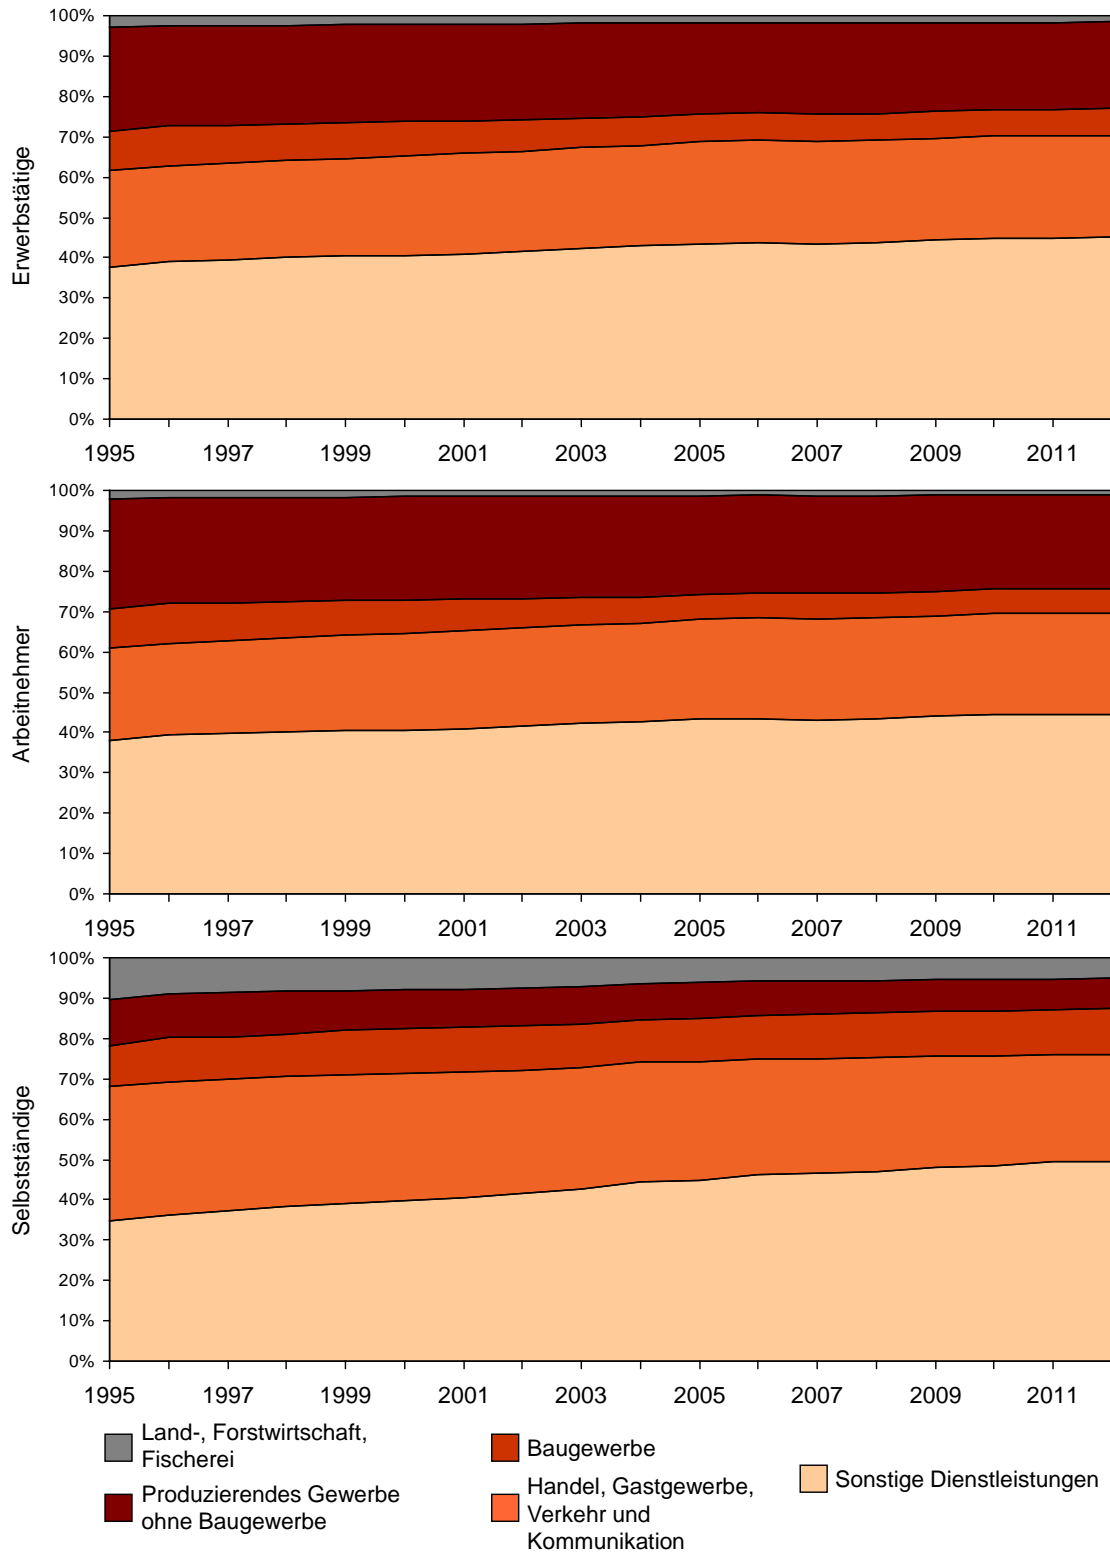 100%
90%
80%
70%
60%
50%
40%
30%
20%
10%
0%
Erwerbstätige
1995 1997 1999 2001 2003 2005 2007 2009 2011
100%
90%
80%
70%
60%
50%
40%
30%
20%
10%
0%
Arbeitnehmer
1995 1997 1999 2001 2003 2005 2007 2009 2011
100%
90%
80%
70%
60%
50%
40%
30%
20%
10%
0%
Selbstständige
1995 1997 1999 2001 2003 2005 2007 2009 2011
Land-, Forstwirtschaft,
Fischerei
Produzierendes Gewerbe
ohne Baugewerbe
Baugewerbe
Handel, Gastgewerbe,
Verkehr und
Kommunikation
Sonstige Dienstleistungen